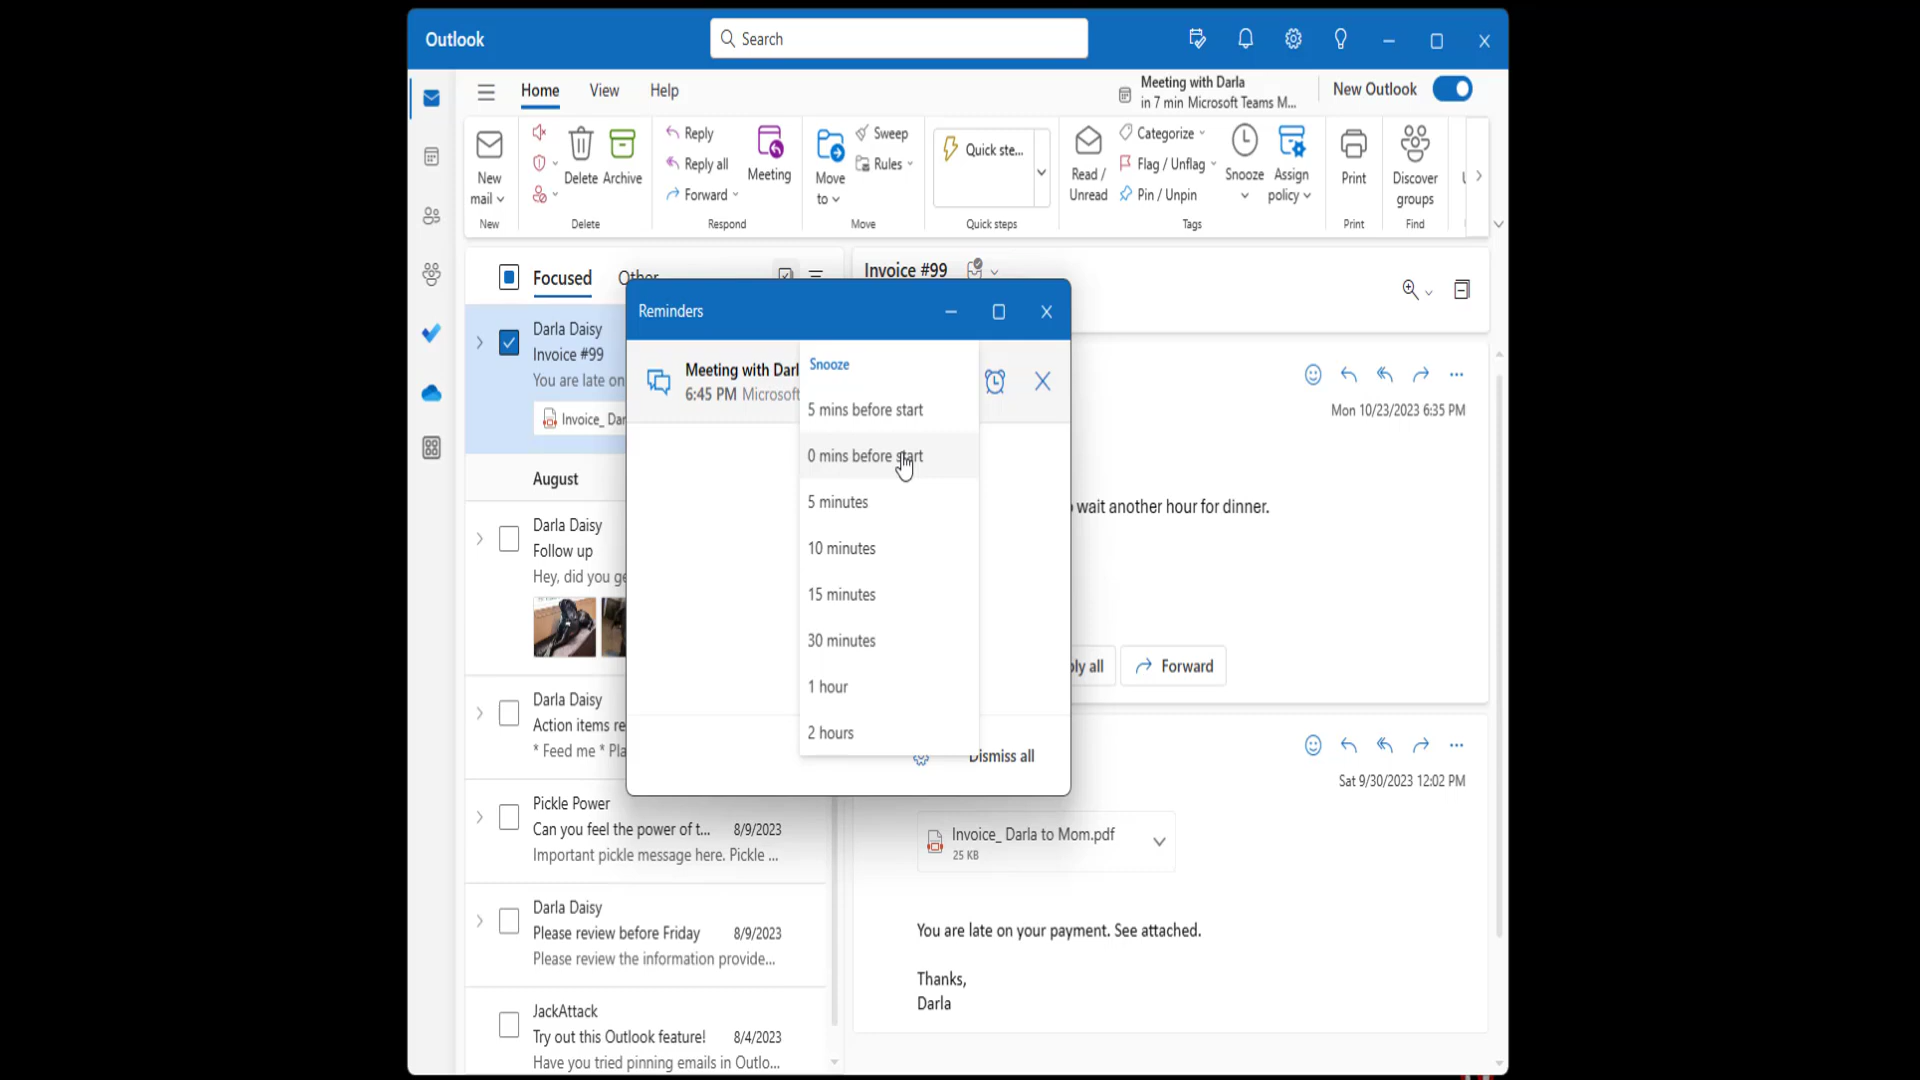 Outlook
Search
Home
View
Help
Meeting with Darla
in 7 min Microsoft Teams M...
New Outlook
New
mail
New
Delete
Archive
Delete
Reply
Reply all
Forward
Meeting
Respond
Move
to
Sweep
Rules
Move
Quick ste...
Quick steps
Read /
Unread
Categorize
Flag / Unflag
Pin / Unpin
Snooze
Assign
policy
Tags
Print
Print
Discover
groups
Find
Focused
Other
Darla Daisy
Invoice #99
You are late on
Invoice_ Dar
August
Darla Daisy
Follow up
Hey, did you ge
Darla Daisy
Action items re
* Feed me * Pla
Pickle Power
Can you feel the power of t... 8/9/2023
Important pickle message here. Pickle ...
Darla Daisy
Please review before Friday 8/9/2023
Please review the information provide...
JackAttack
Try out this Outlook feature! 8/4/2023
Have you tried pinning emails in Outlo...
Reminders
Meeting with Darl
6:45 PM Microsoft
Snooze
5 mins before start
0 mins before start
5 minutes
10 minutes
15 minutes
30 minutes
1 hour
2 hours
Dismiss all
Invoice #99
Mon 10/23/2023 6:35 PM
wait another hour for dinner.
ply all
Forward
Sat 9/30/2023 12:02 PM
Invoice_ Darla to Mom.pdf
25 KB
You are late on your payment. See attached.
Thanks,
Darla